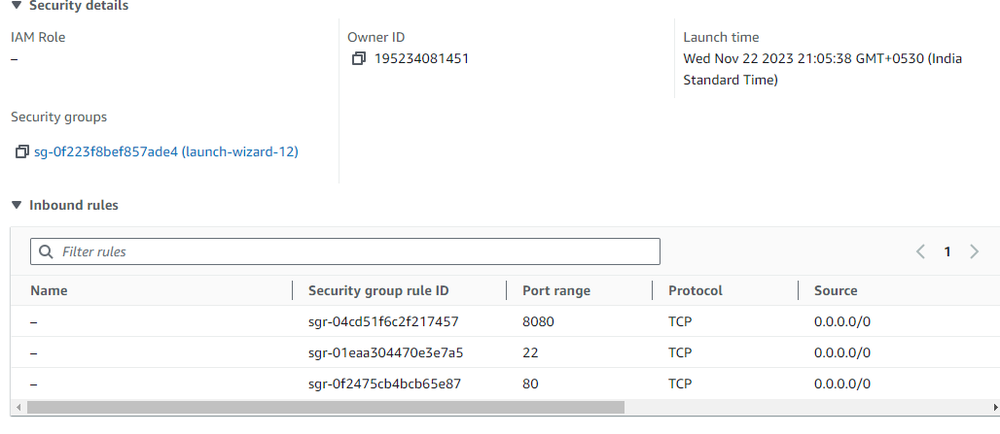 Security details
IAM Role
–
Owner ID
195234081451
Launch time
Wed Nov 22 2023 21:05:38 GMT+0530 (India
Standard Time)
Security groups
sg-0f223f8bef857ade4 (launch-wizard-12)
Inbound rules
Filter rules
1
Name Security group rule ID Port range Protocol Source
– sgr-04cd51f6c2f217457 8080 TCP 0.0.0.0/0
– sgr-01eaa304470e3e7a5 22 TCP 0.0.0.0/0
– sgr-0f2475cb4bcb65e87 80 TCP 0.0.0.0/0